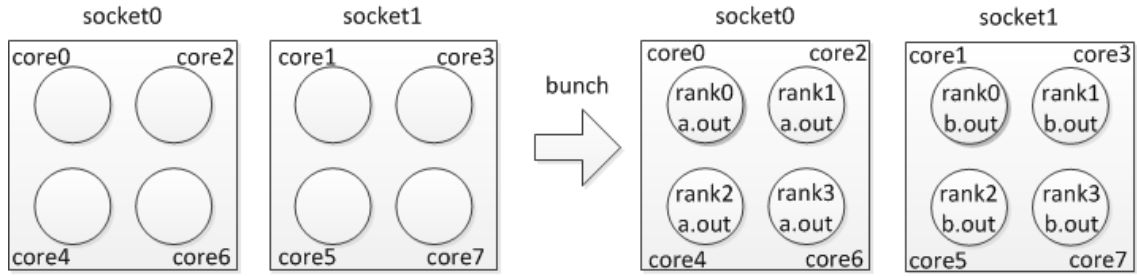 socket0
socket1
core0
core2
core4
core6
core1
core3
core5
core7
bunch
socket0
socket1
core0
core2
rank0
a.out
rank1
a.out
rank2
a.out
rank3
a.out
core4
core6
core1
core3
rank0
b.out
rank1
b.out
rank2
b.out
rank3
b.out
core5
core7